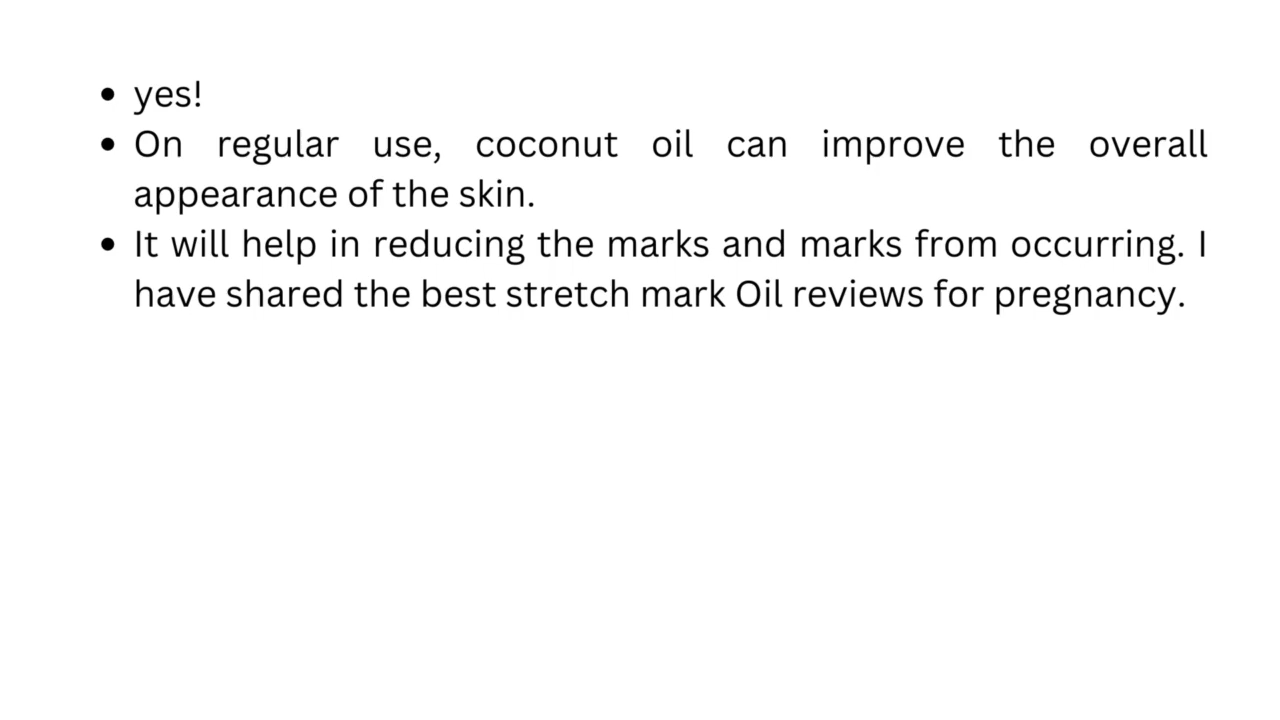 • yes!
• On regular use, coconut oil can improve the overall
appearance of the skin.
• It will help in reducing the marks and marks from occurring. I
have shared the best stretch mark Oil reviews for pregnancy.